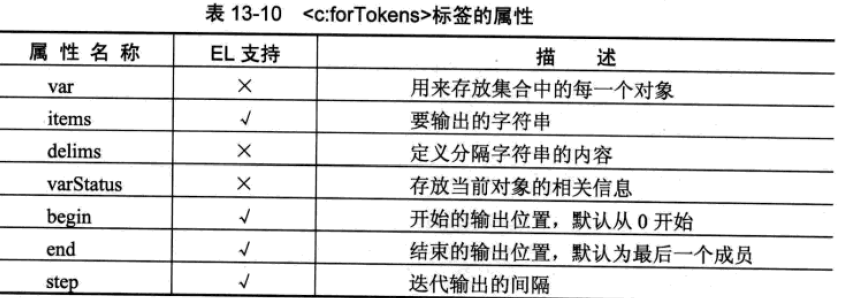 表 13-10 <c:forTokens>标签的属性
属 性 名 称 EL 支持 描 述
var × 用来存放集合中的每一个对象
items √ 要输出的字符串
delims × 定义分隔字符串的内容
varStatus × 存放当前对象的相关信息
begin √ 开始的输出位置，默认从 0 开始
end √ 结束的输出位置，默认为最后一个成员
step √ 迭代输出的间隔